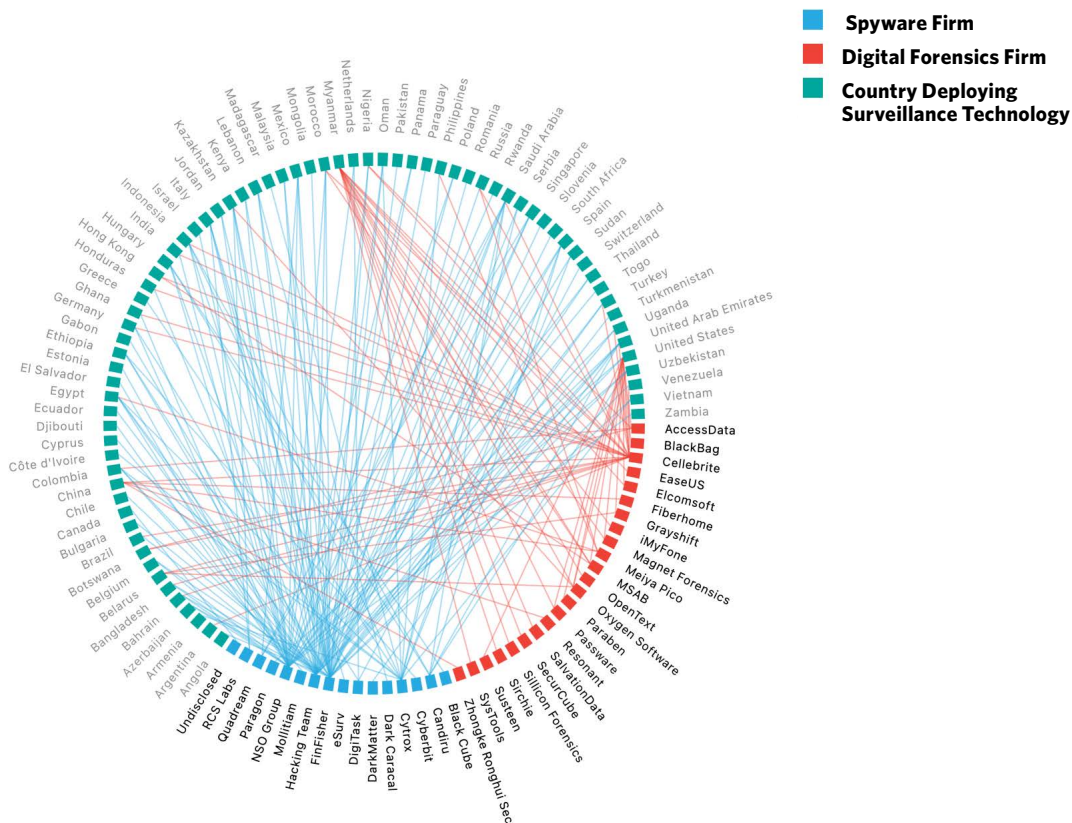 Spyware Firm
Digital Forensics Firm
Country Deploying
Surveillance Technology
Netherlands
Nigeria
Oman
Pakistan
Panama
Paraguay
Philippines
Poland
Romania
Russia
Rwanda
Saudi Arabia
Serbia
Singapore
Slovenia
South Africa
Spain
Sudan
Switzerland
Thailand
Togo
Turkey
Turkmenistan
Uganda
United Arab Emirates
United States
Uzbekistan
Venezuela
Vietnam
Zambia
AccessData
BlackBag
Cellebrite
EaseUS
Elcomsoft
Fiberhome
Grayshift
iMyFone
Magnet Forensics
Meiya Pico
MSAB
OpenText
Oxygen Software
Paraben
Passware
Resonant
SalvationData
SecurCube
Sillicon Forensics
Sirchie
Susteen
SysTools
Zhongke Ronghui Sec
Black Cube
Candiru
Cyberbit
Cytrox
Dark Caracal
DarkMatter
DigiTask
eSurv
FinFisher
Hacking Team
Mollitiam
NSO Group
Paragon
Quadream
RCS Labs
Undisclosed
Angola
Argentina
Armenia
Azerbaijan
Bahrain
Bangladesh
Belarus
Belgium
Botswana
Brazil
Bulgaria
Canada
Chile
China
Colombia
Côte d'Ivoire
Cyprus
Djibouti
Ecuador
Egypt
El Salvador
Estonia
Ethiopia
Gabon
Germany
Ghana
Greece
Honduras
Hong Kong
Hungary
India
Indonesia
Israel
Italy
Jordan
Kazakhstan
Kenya
Lebanon
Madagascar
Malaysia
Mexico
Mongolia
Morocco
Myanmar